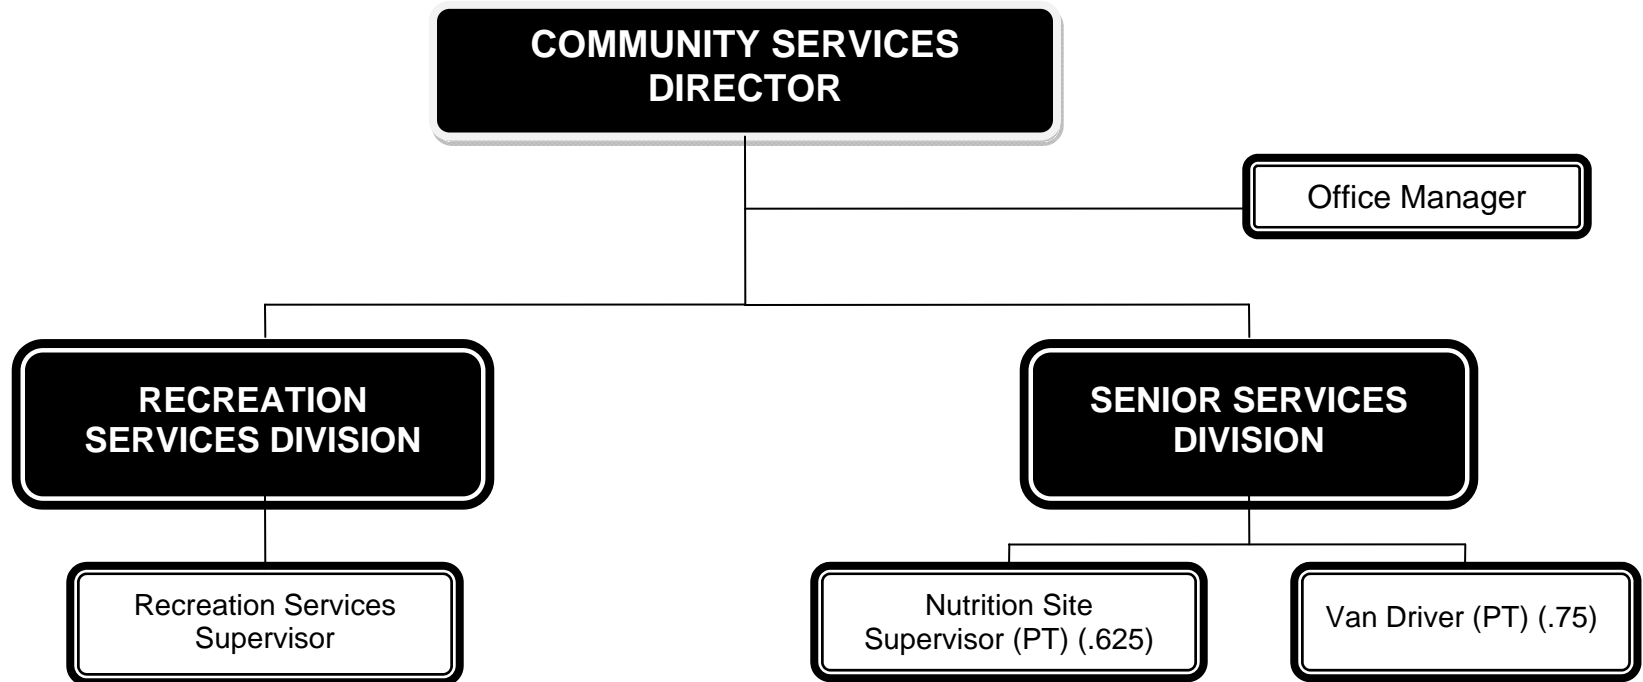 COMMUNITY SERVICES
DIRECTOR
Office Manager
RECREATION
SERVICES DIVISION
SENIOR SERVICES
DIVISION
Recreation Services
Supervisor
Nutrition Site
Supervisor (PT) (.625)
Van Driver (PT) (.75)